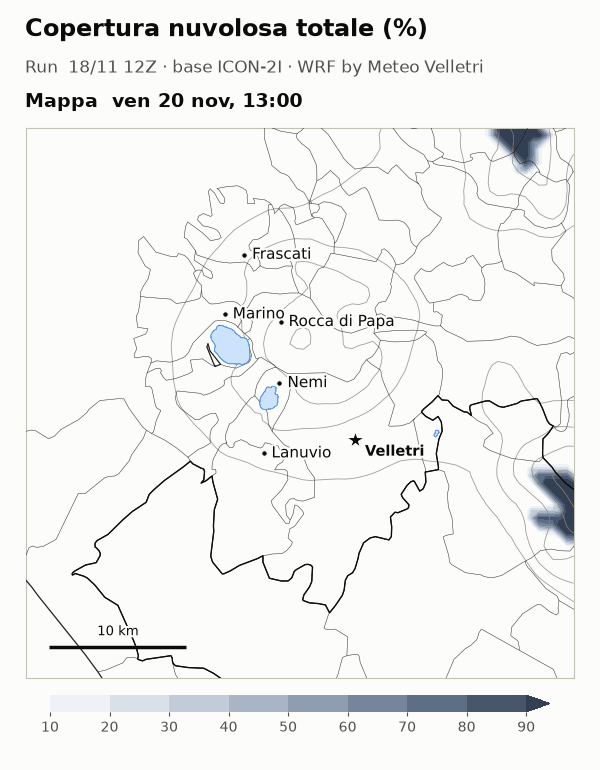 Copertura nuvolosa totale (%)
Run  18/11 12Z · base ICON-2I · WRF by Meteo Velletri
Mappa  ven 20 nov, 13:00
Frascati
Marino
Rocca di Papa
Nemi
Velletri
Lanuvio
10 km
10 20 30 40 50 60 70 80 90